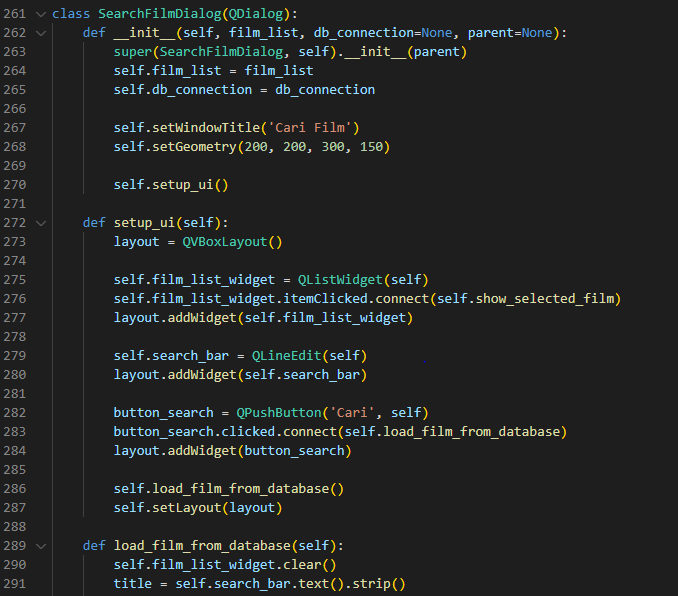 261 class SearchFilmDialog(QDialog):
262     def __init__(self, film_list, db_connection=None, parent=None):
263         super(SearchFilmDialog, self).__init__(parent)
264         self.film_list = film_list
265         self.db_connection = db_connection
266
267         self.setWindowTitle('Cari Film')
268         self.setGeometry(200, 200, 300, 150)
269
270         self.setup_ui()
271
272     def setup_ui(self):
273         layout = QVBoxLayout()
274
275         self.film_list_widget = QListWidget(self)
276         self.film_list_widget.itemClicked.connect(self.show_selected_film)
277         layout.addWidget(self.film_list_widget)
278
279         self.search_bar = QLineEdit(self)
280         layout.addWidget(self.search_bar)
281
282         button_search = QPushButton('Cari', self)
283         button_search.clicked.connect(self.load_film_from_database)
284         layout.addWidget(button_search)
285
286         self.load_film_from_database()
287         self.setLayout(layout)
288
289     def load_film_from_database(self):
290         self.film_list_widget.clear()
291         title = self.search_bar.text().strip()